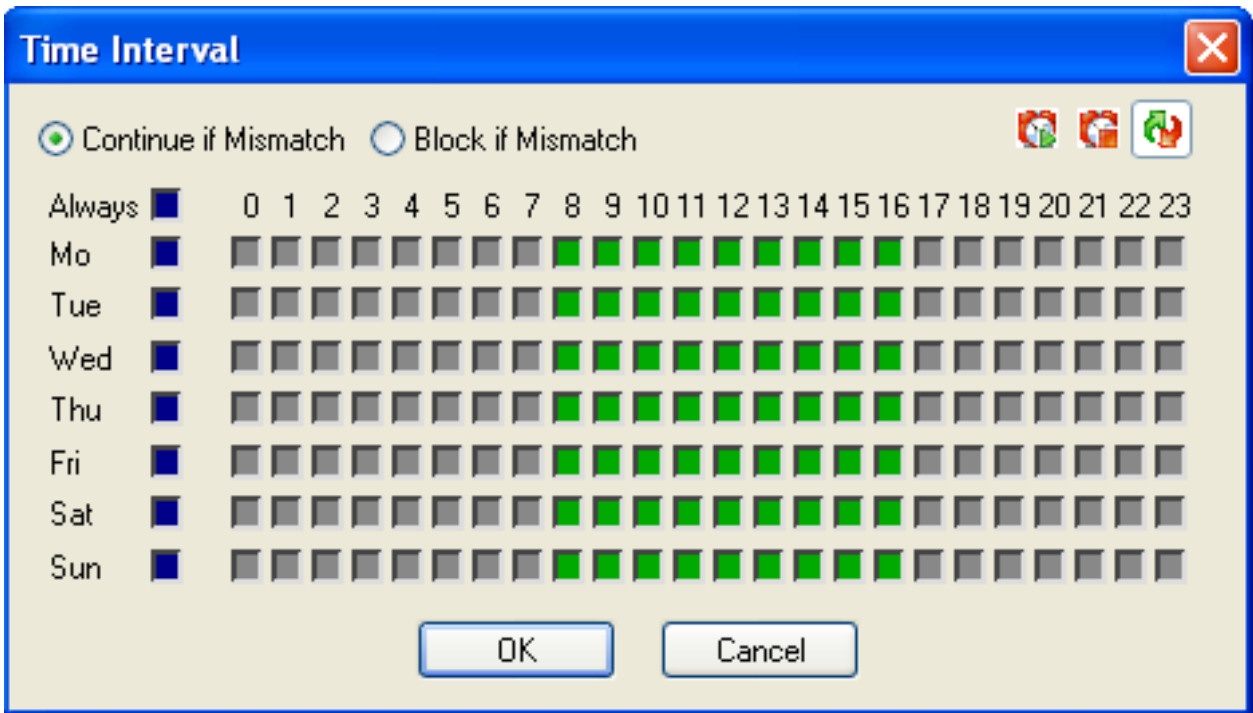 Time Interval
Continue if Mismatch Block if Mismatch
Always 0 1 2 3 4 5 6 7 8 9 10 11 12 13 14 15 16 17 18 19 20 21 22 23
Mo
Tue
Wed
Thu
Fri
Sat
Sun
OK Cancel